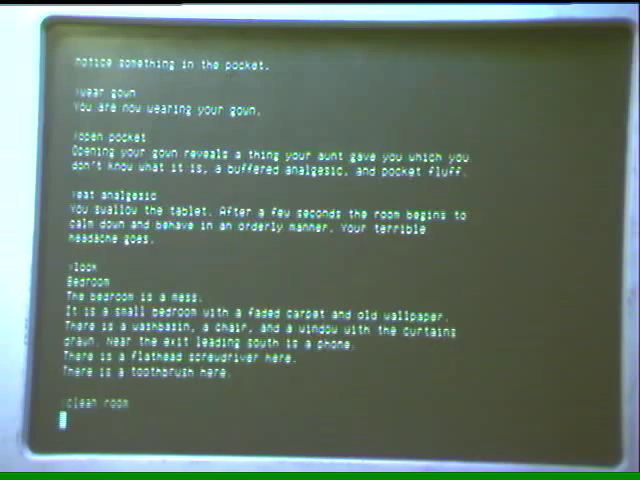 notice something in the pocket.
>wear gown
You are now wearing your gown.
>open pocket
Opening your gown reveals a thing your aunt gave you which you
don't know what it is, a buffered analgesic, and pocket fluff.
>eat analgesic
You swallow the tablet. After a few seconds the room begins to
calm down and behave in an orderly manner. Your terrible
headache goes.
>look
Bedroom
The bedroom is a mess.
It is a small bedroom with a faded carpet and old wallpaper.
There is a washbasin, a chair, and a window with the curtains
drawn. Near the exit leading south is a phone.
There is a flathead screwdriver here.
There is a toothbrush here.
>clean room